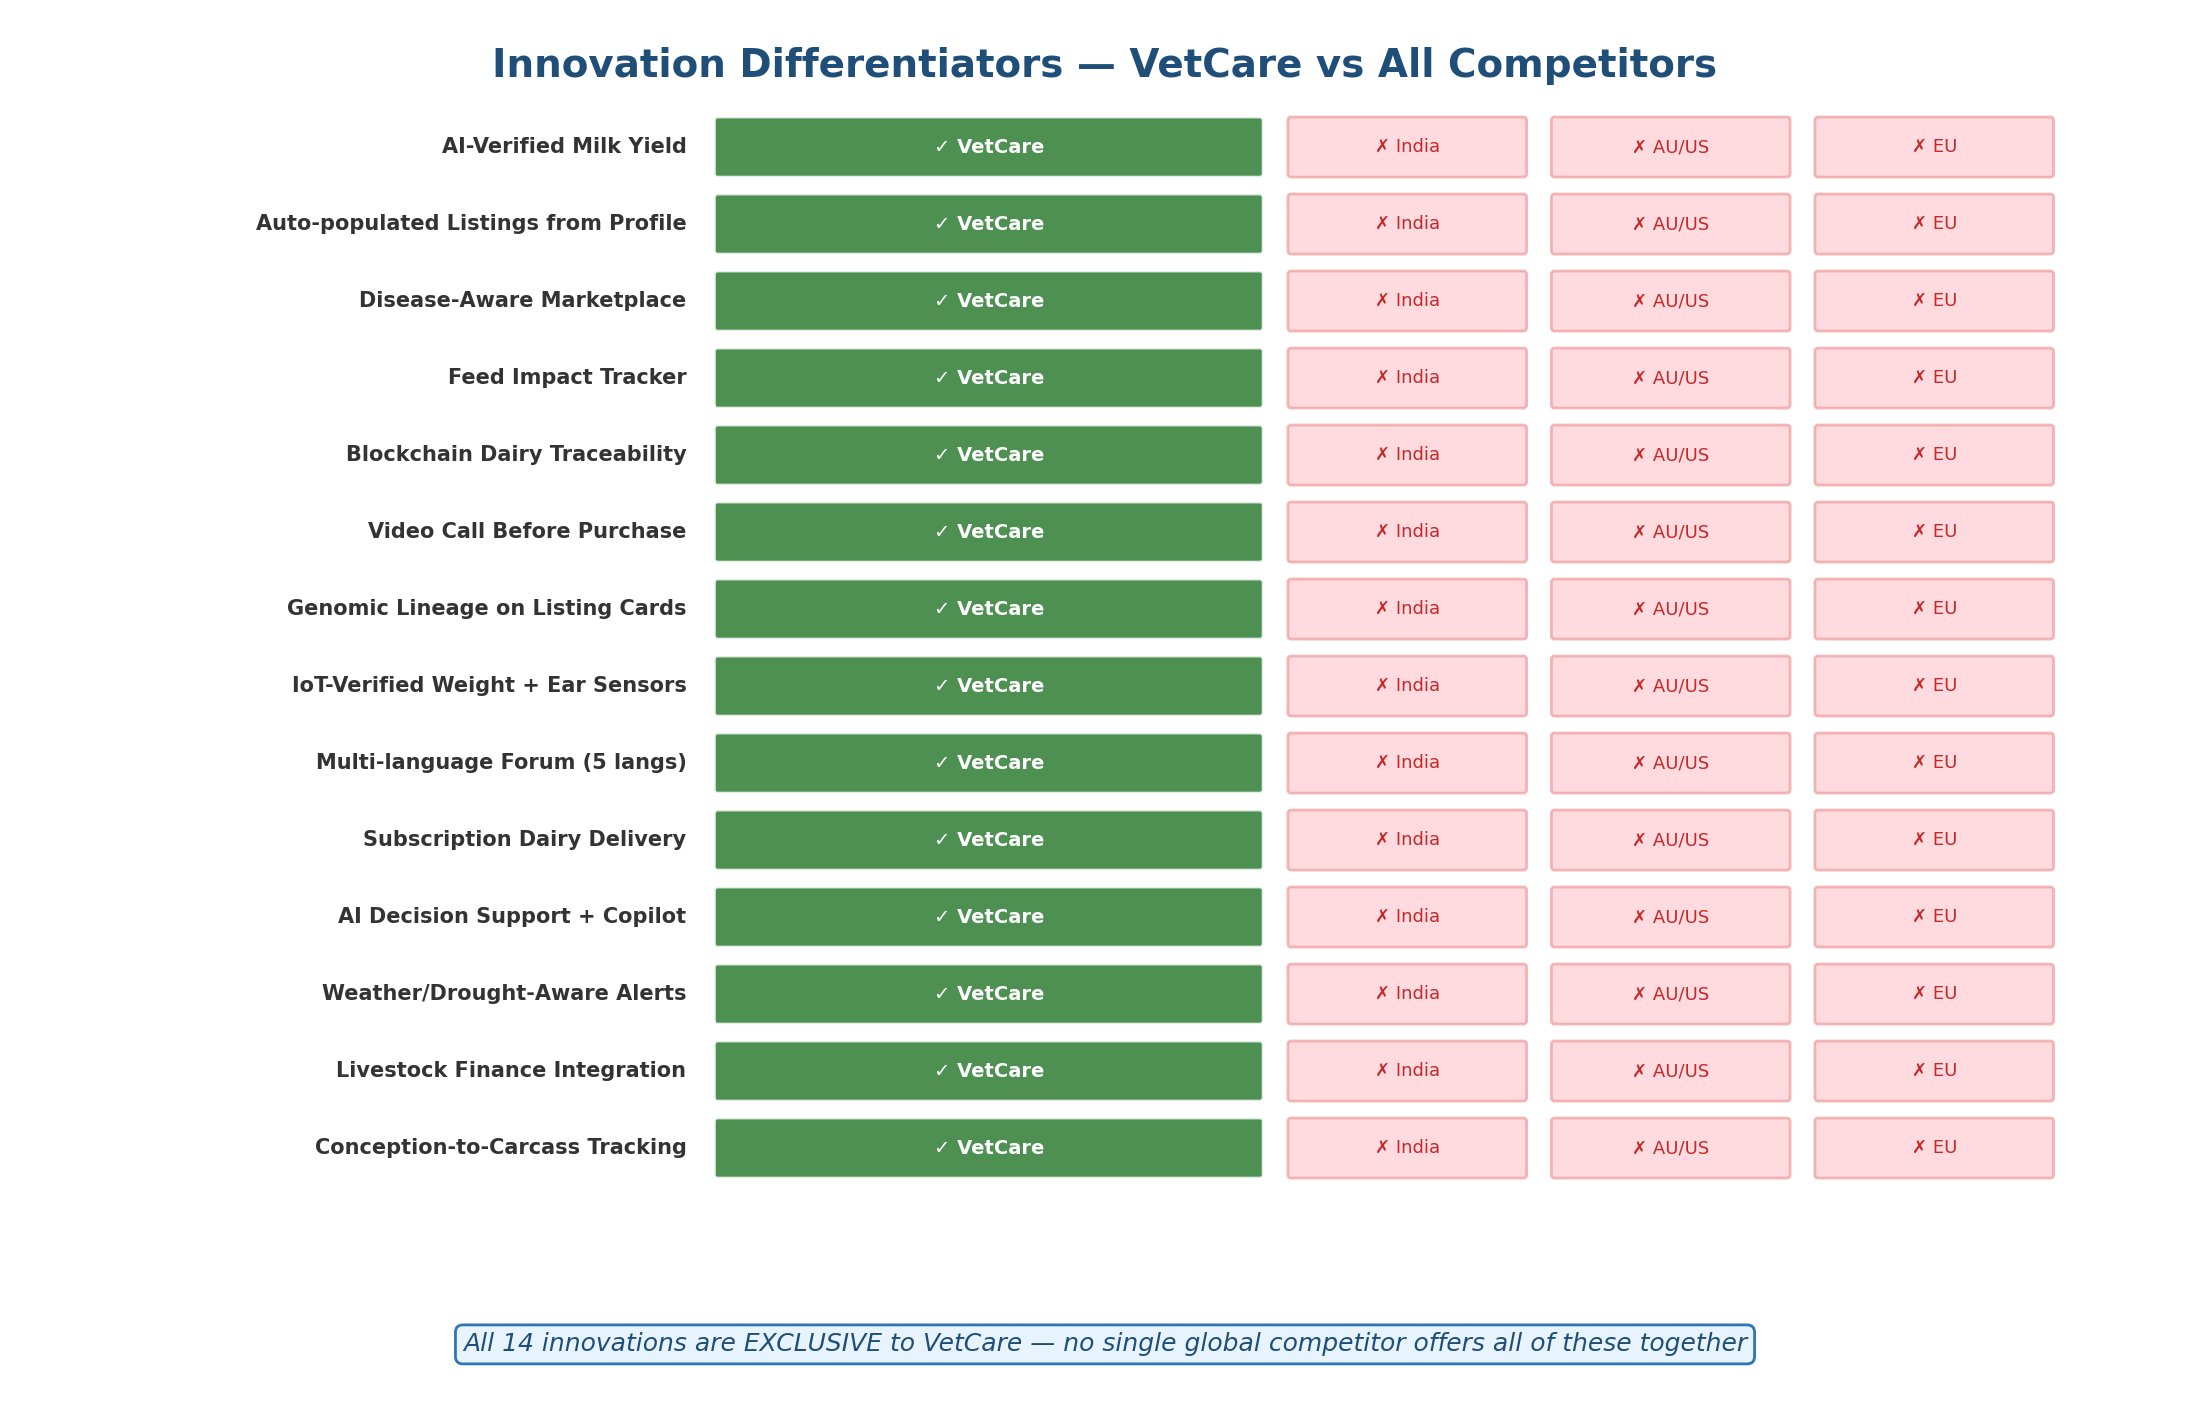 Innovation Differentiators — VetCare vs All Competitors
AI-Verified Milk Yield ✓ VetCare ✗ India ✗ AU/US ✗ EU
Auto-populated Listings from Profile ✓ VetCare ✗ India ✗ AU/US ✗ EU
Disease-Aware Marketplace ✓ VetCare ✗ India ✗ AU/US ✗ EU
Feed Impact Tracker ✓ VetCare ✗ India ✗ AU/US ✗ EU
Blockchain Dairy Traceability ✓ VetCare ✗ India ✗ AU/US ✗ EU
Video Call Before Purchase ✓ VetCare ✗ India ✗ AU/US ✗ EU
Genomic Lineage on Listing Cards ✓ VetCare ✗ India ✗ AU/US ✗ EU
IoT-Verified Weight + Ear Sensors ✓ VetCare ✗ India ✗ AU/US ✗ EU
Multi-language Forum (5 langs) ✓ VetCare ✗ India ✗ AU/US ✗ EU
Subscription Dairy Delivery ✓ VetCare ✗ India ✗ AU/US ✗ EU
AI Decision Support + Copilot ✓ VetCare ✗ India ✗ AU/US ✗ EU
Weather/Drought-Aware Alerts ✓ VetCare ✗ India ✗ AU/US ✗ EU
Livestock Finance Integration ✓ VetCare ✗ India ✗ AU/US ✗ EU
Conception-to-Carcass Tracking ✓ VetCare ✗ India ✗ AU/US ✗ EU
All 14 innovations are EXCLUSIVE to VetCare — no single global competitor offers all of these together